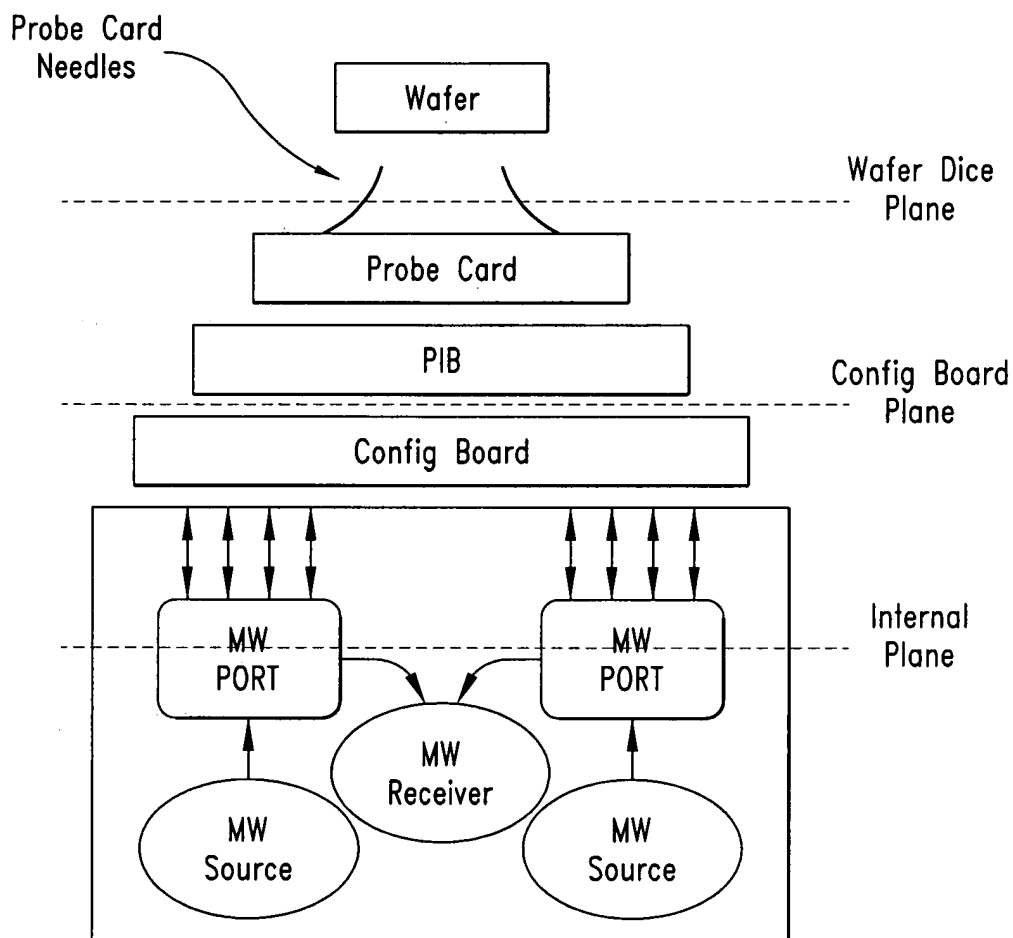 Probe Card
Needles
Wafer
Wafer Dice
Plane
Probe Card
PIB
Config Board
Plane
Config Board
MW
PORT
MW
PORT
Internal
Plane
MW
Receiver
MW
Source
MW
Source